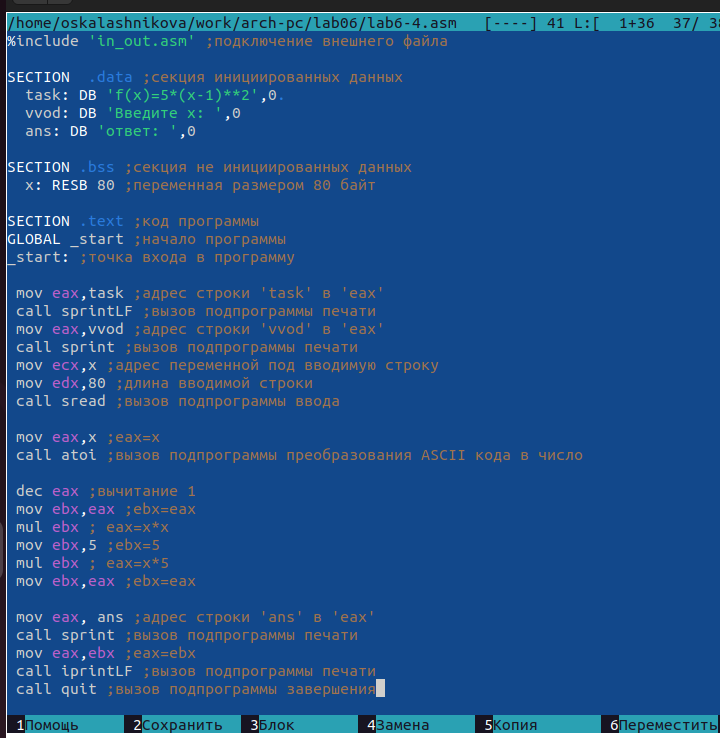 /home/oskalashnikova/work/arch-pc/lab06/lab6-4.asm [----] 41 L:[ 1+36 37/ 38
%include 'in_out.asm' ;подключение внешнего файла
SECTION .data ;секция инициированных данных
task: DB 'f(x)=5*(x-1)**2',0.
vvod: DB 'Введите x: ',0
ans: DB 'ответ: ',0
SECTION .bss ;секция не инициированных данных
x: RESB 80 ;переменная размером 80 байт
SECTION .text ;код программы
GLOBAL _start ;начало программы
_start: ;точка входа в программу
mov eax,task ;адрес строки 'task' в 'eax'
call sprintLF ;вызов подпрограммы печати
mov eax,vvod ;адрес строки 'vvod' в 'eax'
call sprint ;вызов подпрограммы печати
mov ecx,x ;адрес переменной под вводимую строку
mov edx,80 ;длина вводимой строки
call sread ;вызов подпрограммы ввода
mov eax,x ;eax=x
call atoi ;вызов подпрограммы преобразования ASCII кода в число
dec eax ;вычитание 1
mov ebx,eax ;ebx=eax
mul ebx ; eax=x*x
mov ebx,5 ;ebx=5
mul ebx ; eax=x*5
mov ebx,eax ;ebx=eax
mov eax, ans ;адрес строки 'ans' в 'eax'
call sprint ;вызов подпрограммы печати
mov eax,ebx ;eax=ebx
call iprintLF ;вызов подпрограммы печати
call quit ;вызов подпрограммы завершения
1Помощь 2Сохранить 3Блок 4Замена 5Копия 6Переместить